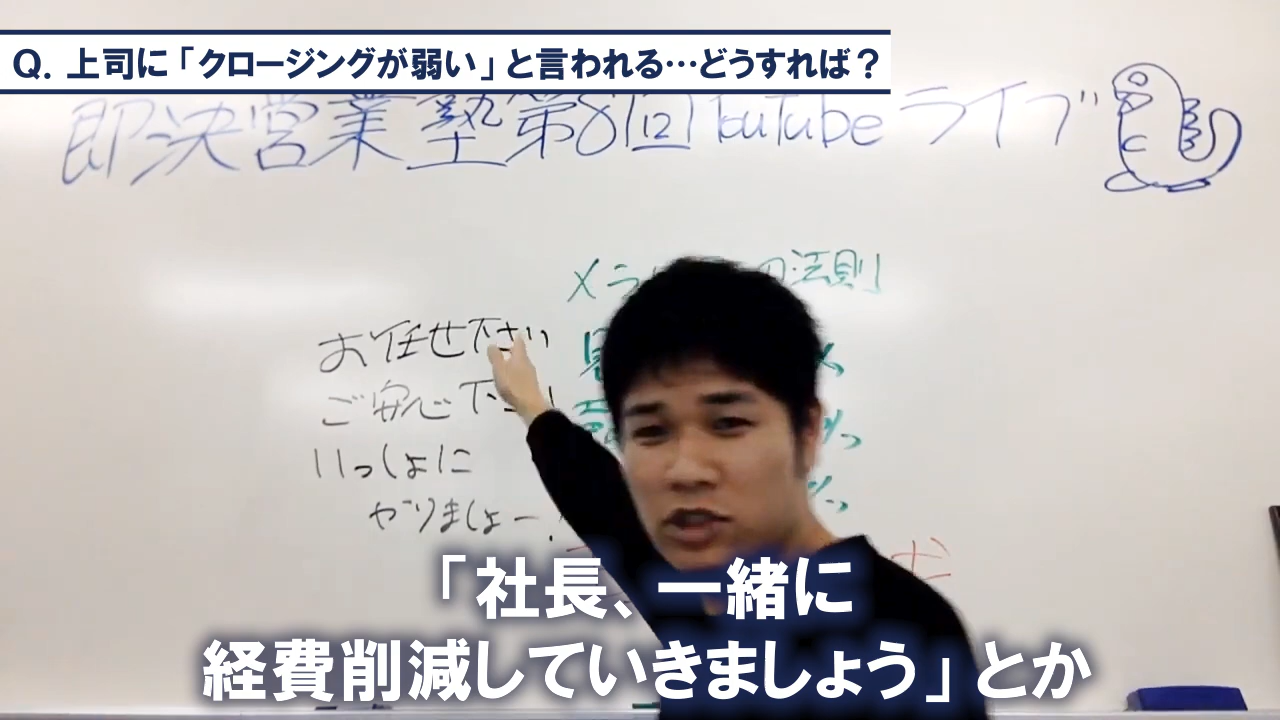 Q. 上司に「クロージングが弱い」と言われる…どうすれば？
即決営業塾第8回YouTubeライブ
メラ の法則
お任せ下さい
ご安心下さい
いっしょに
やりましょー!
「社長、一緒に
経費削減していきましょう」とか